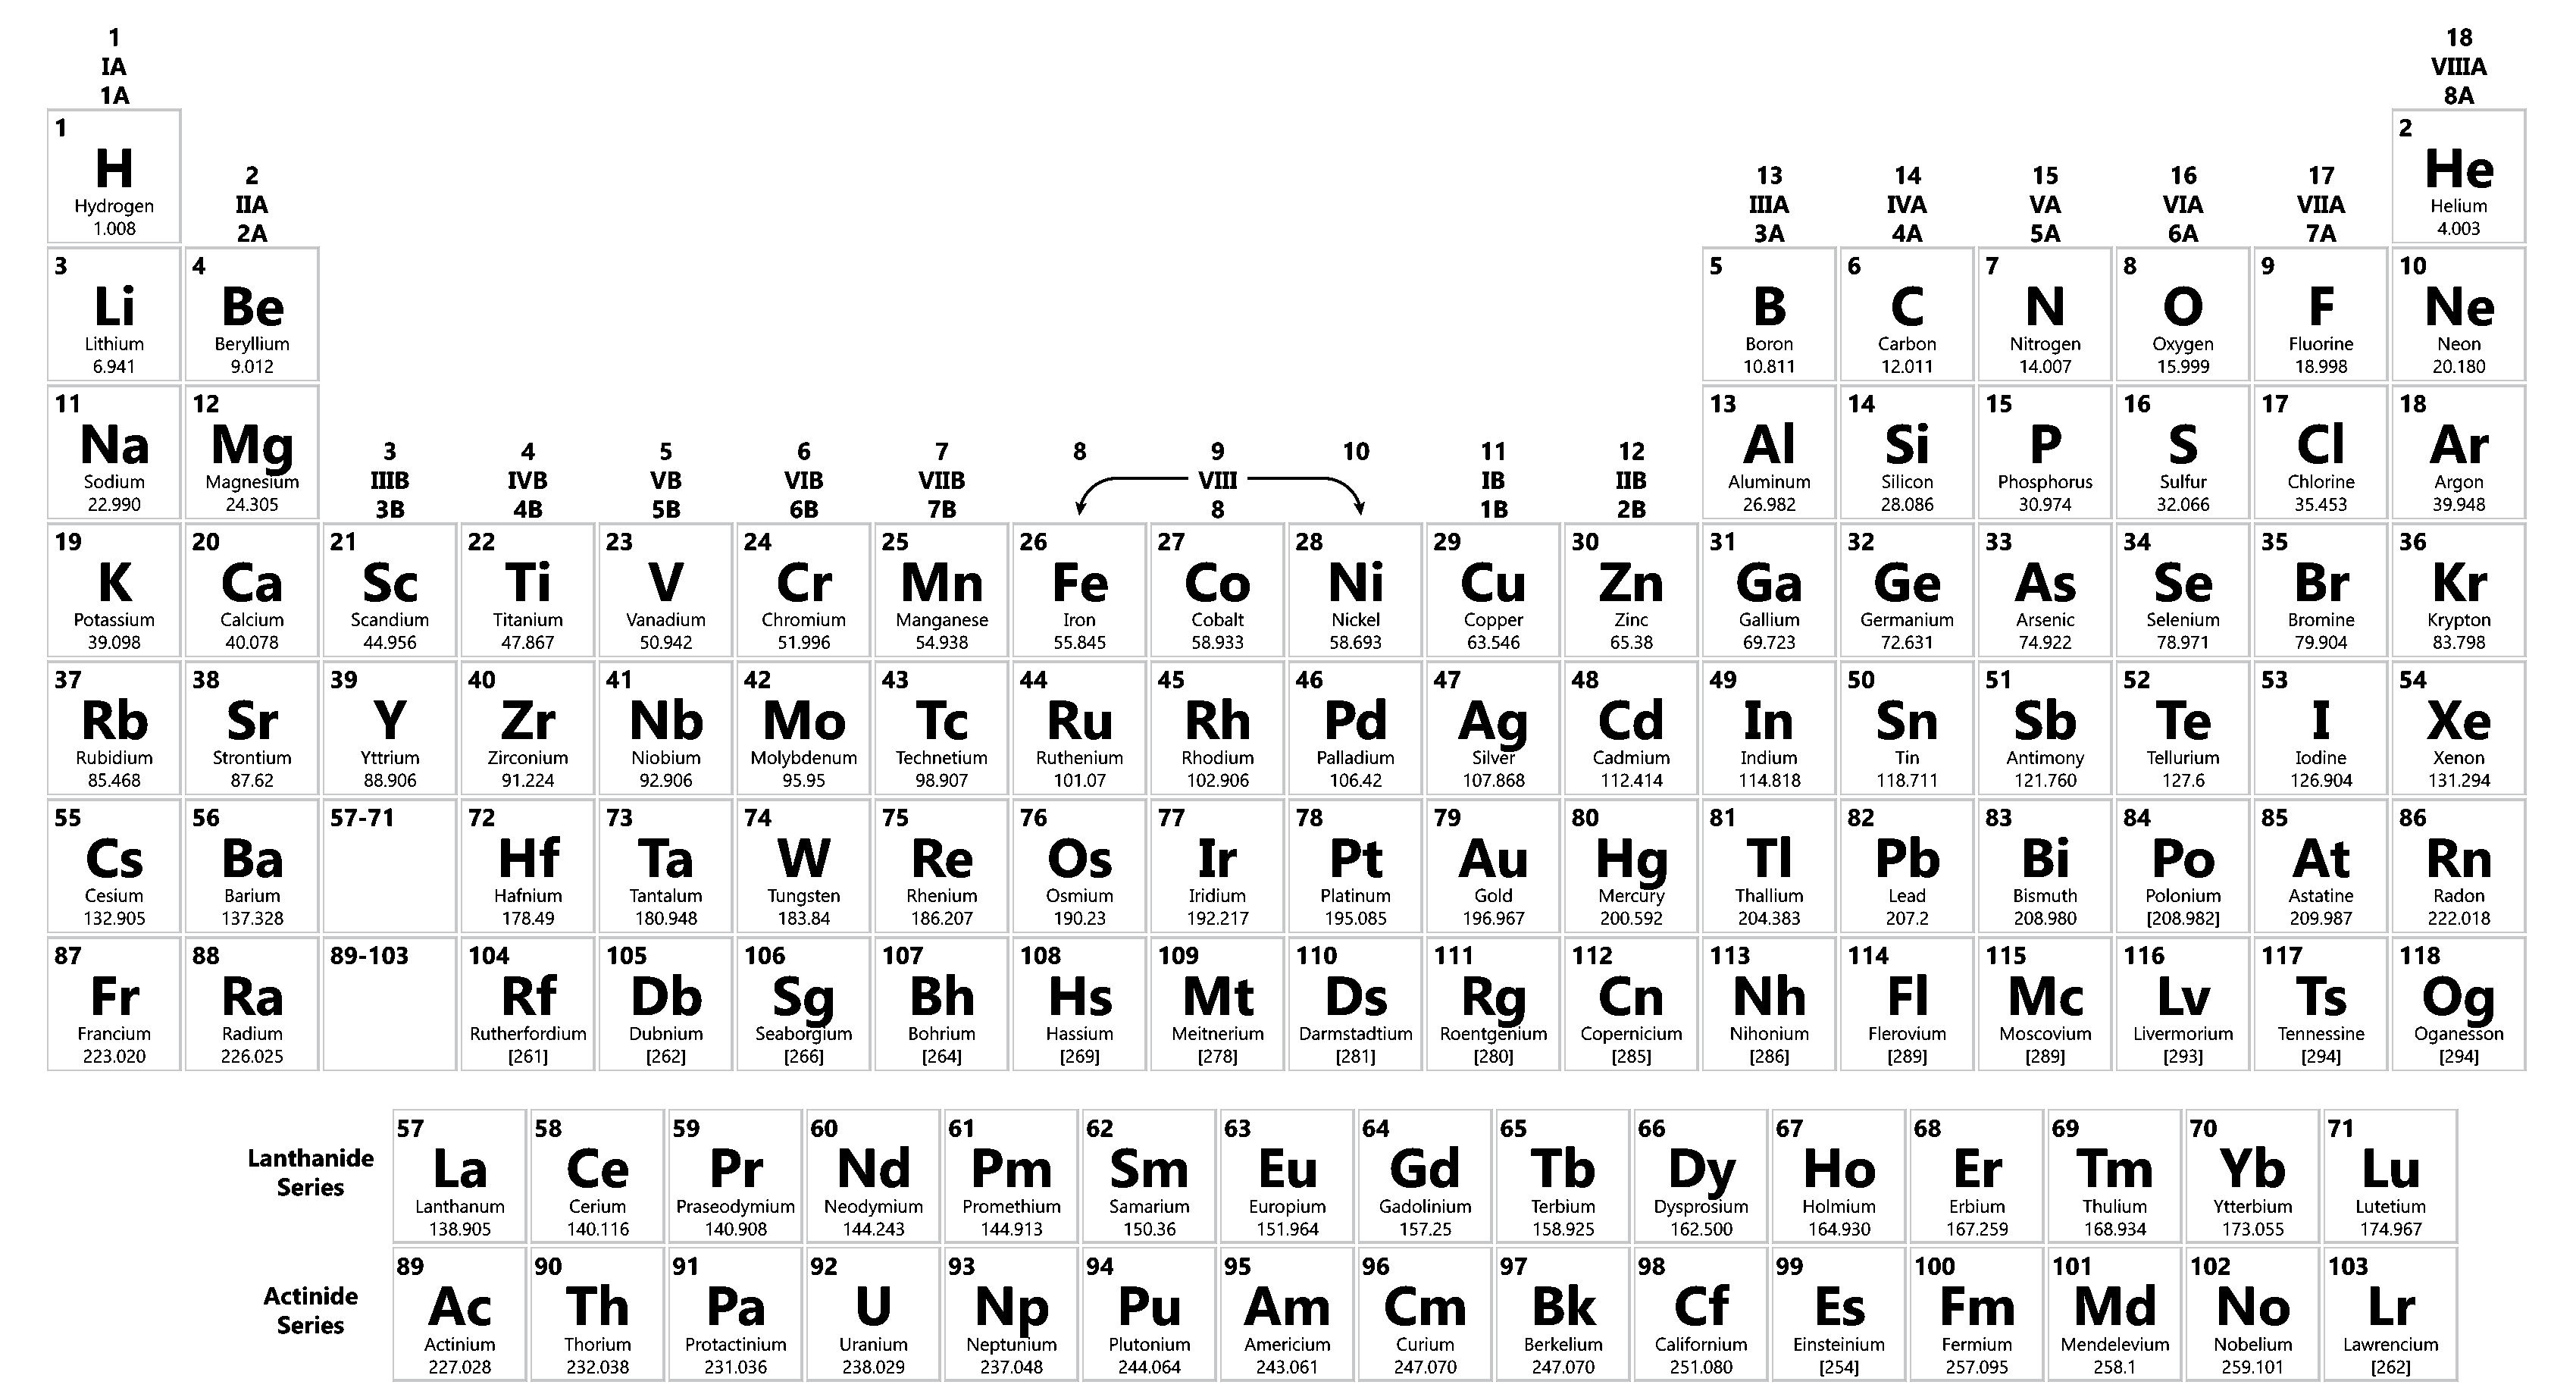 1 18
IA VIIIA
1A 8A
1 2
H He
Hydrogen 2 13 14 15 16 17 Helium
1.008 IIA IIIA IVA VA VIA VIIA 4.003
2A 3A 4A 5A 6A 7A
3 4 5 6 7 8 9 10
Li Be B C N O F Ne
Lithium Beryllium Boron Carbon Nitrogen Oxygen Fluorine Neon
6.941 9.012 10.811 12.011 14.007 15.999 18.998 20.180
11 12 13 14 15 16 17 18
Na Mg 3 4 5 6 7 8 9 10 11 12 Al Si P S Cl Ar
Sodium Magnesium IIIB IVB VB VIB VIIB VIII IB IIB Aluminum Silicon Phosphorus Sulfur Chlorine Argon
22.990 24.305 3B 4B 5B 6B 7B 8 1B 2B 26.982 28.086 30.974 32.066 35.453 39.948
19 20 21 22 23 24 25 26 27 28 29 30 31 32 33 34 35 36
K Ca Sc Ti V Cr Mn Fe Co Ni Cu Zn Ga Ge As Se Br Kr
Potassium Calcium Scandium Titanium Vanadium Chromium Manganese Iron Cobalt Nickel Copper Zinc Gallium Germanium Arsenic Selenium Bromine Krypton
39.098 40.078 44.956 47.867 50.942 51.996 54.938 55.845 58.933 58.693 63.546 65.38 69.723 72.631 74.922 78.971 79.904 83.798
37 38 39 40 41 42 43 44 45 46 47 48 49 50 51 52 53 54
Rb Sr Y Zr Nb Mo Tc Ru Rh Pd Ag Cd In Sn Sb Te I Xe
Rubidium Strontium Yttrium Zirconium Niobium Molybdenum Technetium Ruthenium Rhodium Palladium Silver Cadmium Indium Tin Antimony Tellurium Iodine Xenon
85.468 87.62 88.906 91.224 92.906 95.95 98.907 101.07 102.906 106.42 107.868 112.414 114.818 118.711 121.760 127.6 126.904 131.294
55 56 57-71 72 73 74 75 76 77 78 79 80 81 82 83 84 85 86
Cs Ba Hf Ta W Re Os Ir Pt Au Hg Tl Pb Bi Po At Rn
Cesium Barium Hafnium Tantalum Tungsten Rhenium Osmium Iridium Platinum Gold Mercury Thallium Lead Bismuth Polonium Astatine Radon
132.905 137.328 178.49 180.948 183.84 186.207 190.23 192.217 195.085 196.967 200.592 204.383 207.2 208.980 [208.982] 209.987 222.018
87 88 89-103 104 105 106 107 108 109 110 111 112 113 114 115 116 117 118
Fr Ra Rf Db Sg Bh Hs Mt Ds Rg Cn Nh Fl Mc Lv Ts Og
Francium Radium Rutherfordium Dubnium Seaborgium Bohrium Hassium Meitnerium Darmstadtium Roentgenium Copernicium Nihonium Flerovium Moscovium Livermorium Tennessine Oganesson
223.020 226.025 [261] [262] [266] [264] [269] [278] [281] [280] [285] [286] [289] [289] [293] [294] [294]
57 58 59 60 61 62 63 64 65 66 67 68 69 70 71
Lanthanide Series La Ce Pr Nd Pm Sm Eu Gd Tb Dy Ho Er Tm Yb Lu
Lanthanum Cerium Praseodymium Neodymium Promethium Samarium Europium Gadolinium Terbium Dysprosium Holmium Erbium Thulium Ytterbium Lutetium
138.905 140.116 140.908 144.243 144.913 150.36 151.964 157.25 158.925 162.500 164.930 167.259 168.934 173.055 174.967
89 90 91 92 93 94 95 96 97 98 99 100 101 102 103
Actinide Series Ac Th Pa U Np Pu Am Cm Bk Cf Es Fm Md No Lr
Actinium Thorium Protactinium Uranium Neptunium Plutonium Americium Curium Berkelium Californium Einsteinium Fermium Mendelevium Nobelium Lawrencium
227.028 232.038 231.036 238.029 237.048 244.064 243.061 247.070 247.070 251.080 [254] 257.095 258.1 259.101 [262]